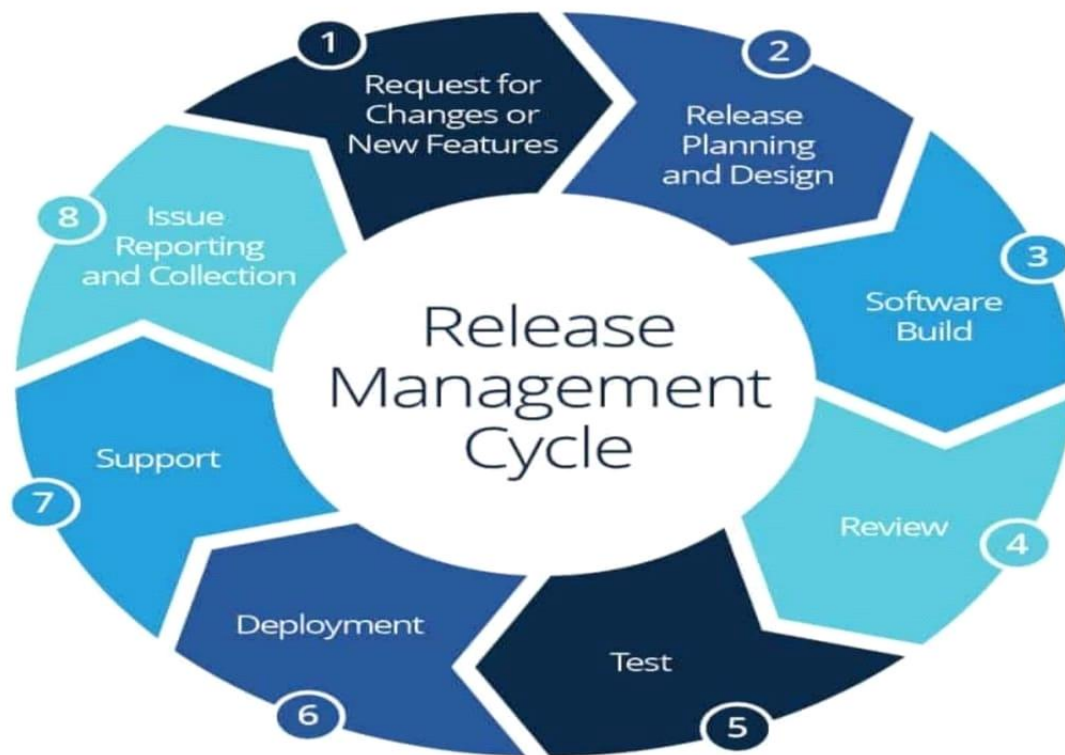 Release
Management
Cycle
1
Request for
Changes or
New Features
2
Release
Planning
and Design
3
Software
Build
4
Review
5
Test
6
Deployment
7
Support
8
Issue
Reporting
and Collection